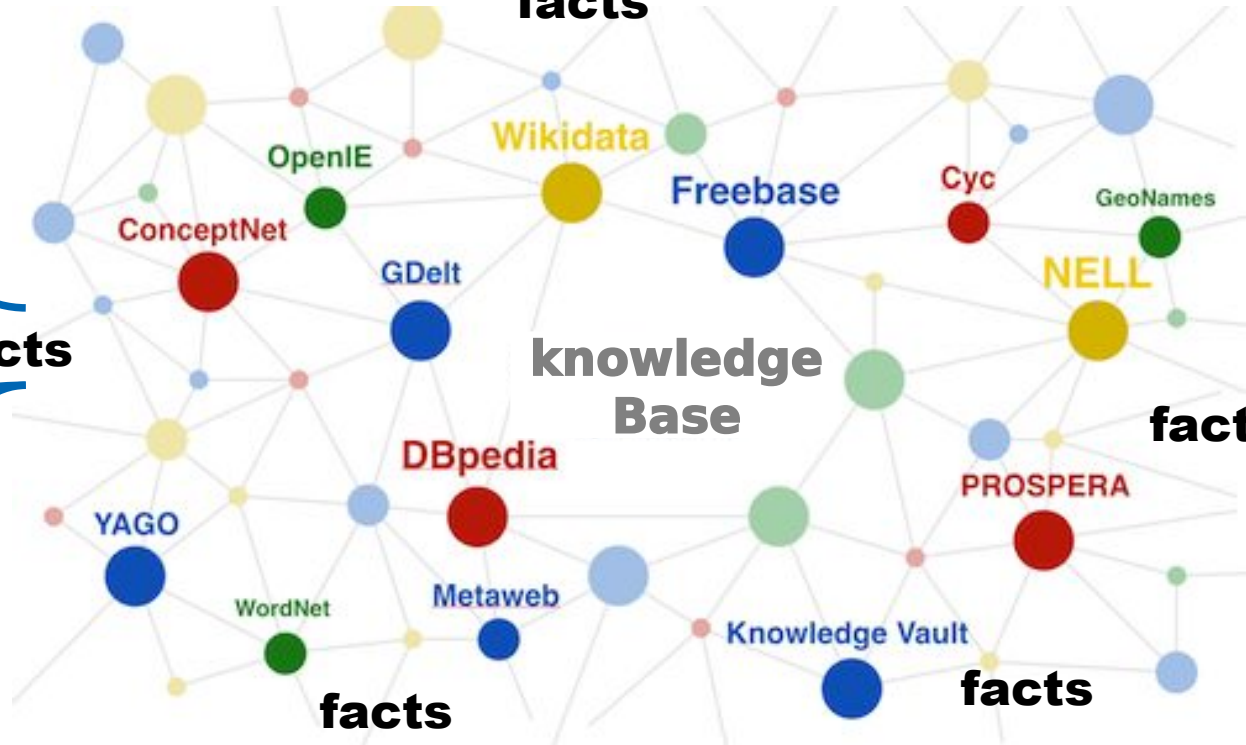 facts
Wikidata
OpenIE
Freebase
Cyc
GeoNames
ConceptNet
GDelt
NELL
cts
knowledge
Base
fact
DBpedia
PROSPERA
YAGO
Metaweb
WordNet
Knowledge Vault
facts
facts